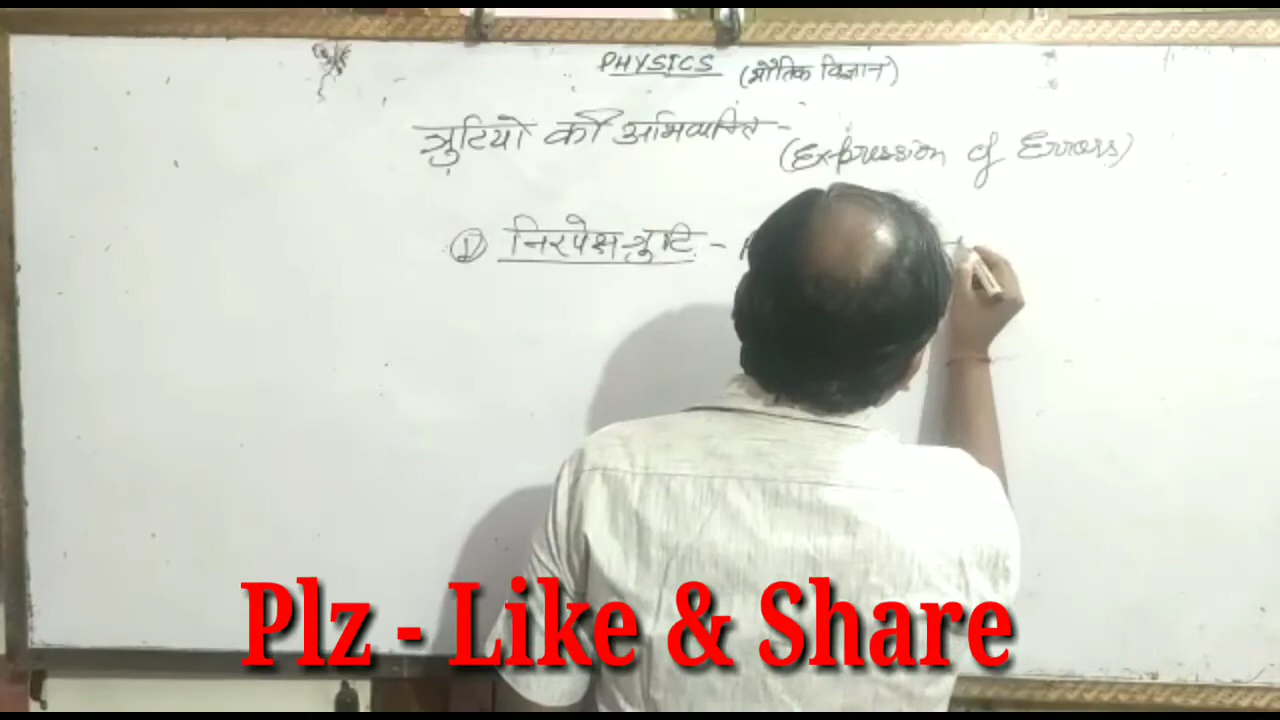 PHYSICS (भौतिक विज्ञान)
त्रुटियो की अभिव्यक्ति -
(Expression of Errors)
① निरपेक्ष त्रुटि -
Plz - Like & Share